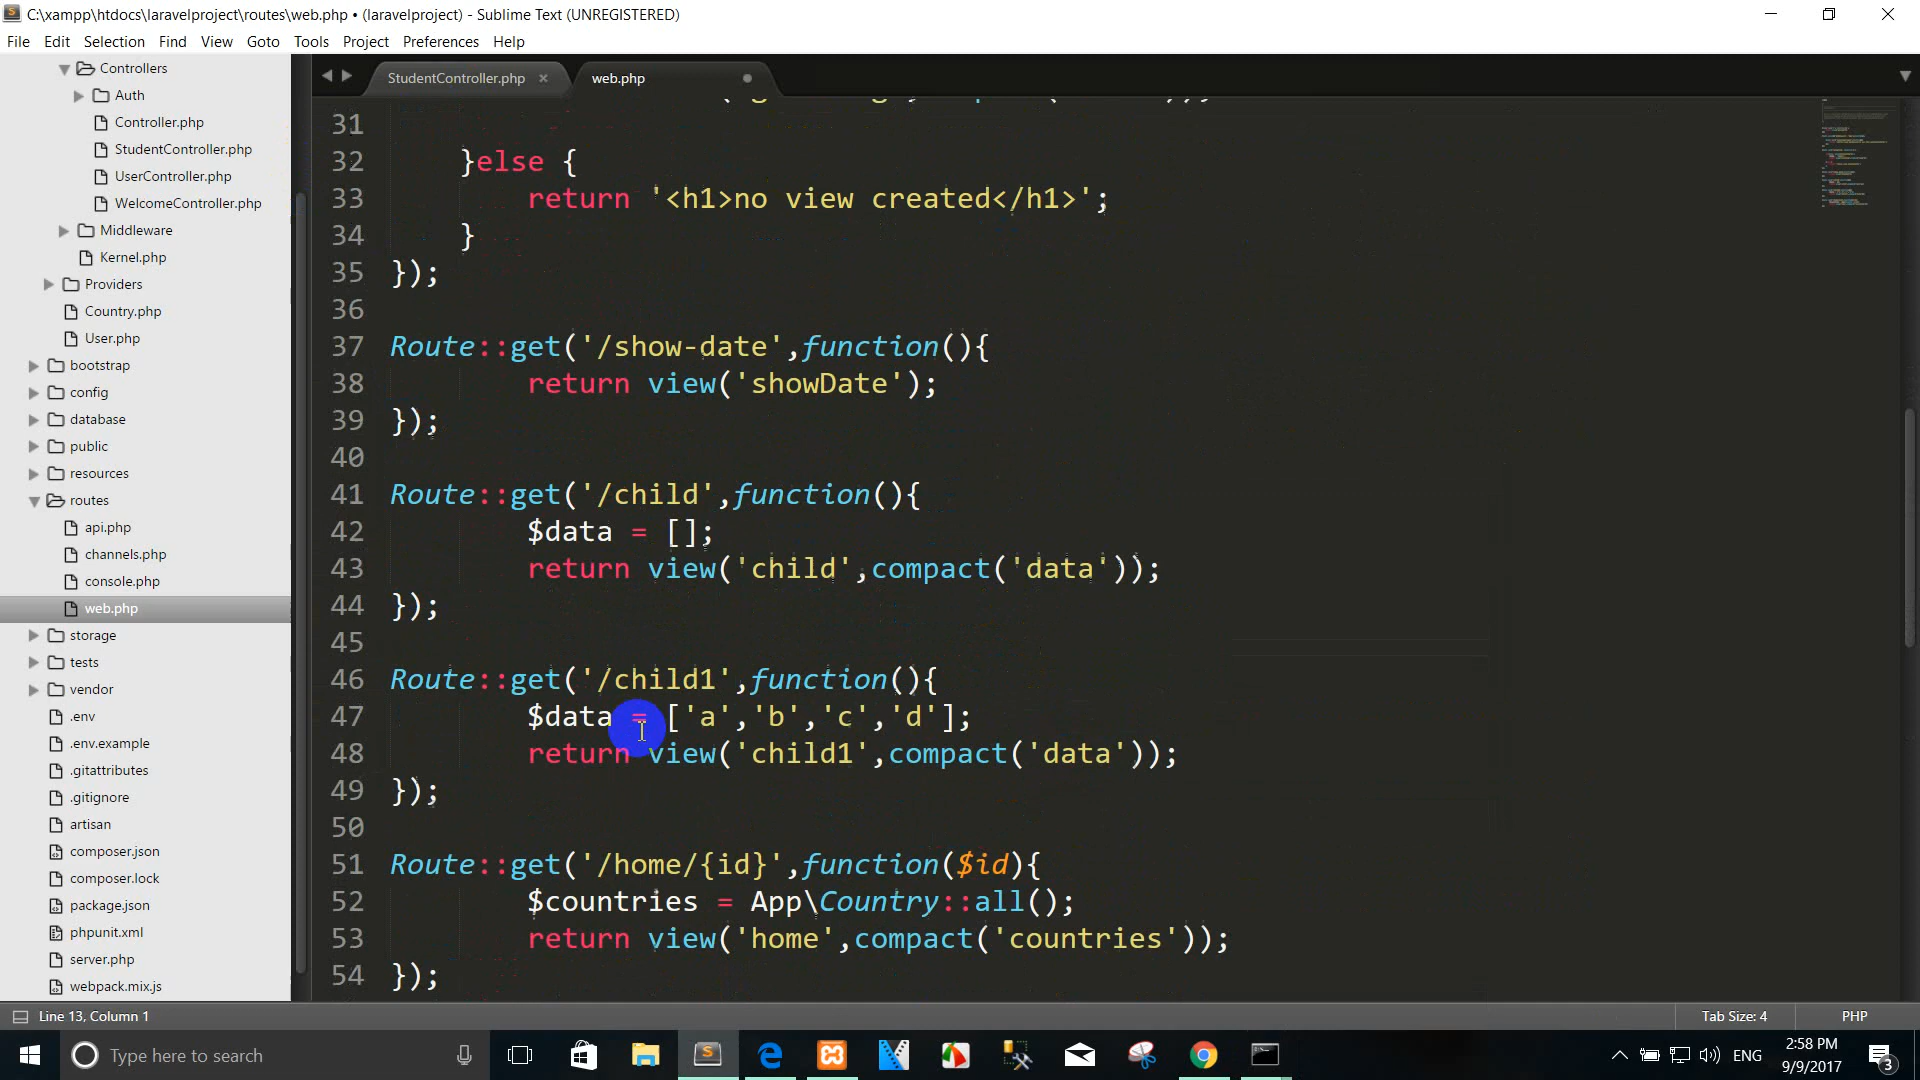 C:\xampp\htdocs\laravelproject\routes\web.php • (laravelproject) - Sublime Text (UNREGISTERED)
File Edit Selection Find View Goto Tools Project Preferences Help
Controllers
Auth
Controller.php
StudentController.php
UserController.php
WelcomeController.php
Middleware
Kernel.php
Providers
Country.php
User.php
bootstrap
config
database
public
resources
routes
api.php
channels.php
console.php
web.php
storage
tests
vendor
.env
.env.example
.gitattributes
.gitignore
artisan
composer.json
composer.lock
package.json
phpunit.xml
server.php
webpack.mix.js
StudentController.php web.php
31
32 }else {
33 return '<h1>no view created</h1>';
34 }
35 });
36
37 Route::get('/show-date',function(){
38 return view('showDate');
39 });
40
41 Route::get('/child',function(){
42 $data = [];
43 return view('child',compact('data'));
44 });
45
46 Route::get('/child1',function(){
47 $data = ['a','b','c','d'];
48 return view('child1',compact('data'));
49 });
50
51 Route::get('/home/{id}',function($id){
52 $countries = App\Country::all();
53 return view('home',compact('countries'));
54 });
Line 13, Column 1 Tab Size: 4 PHP
Type here to search ENG 2:58 PM
9/9/2017 3